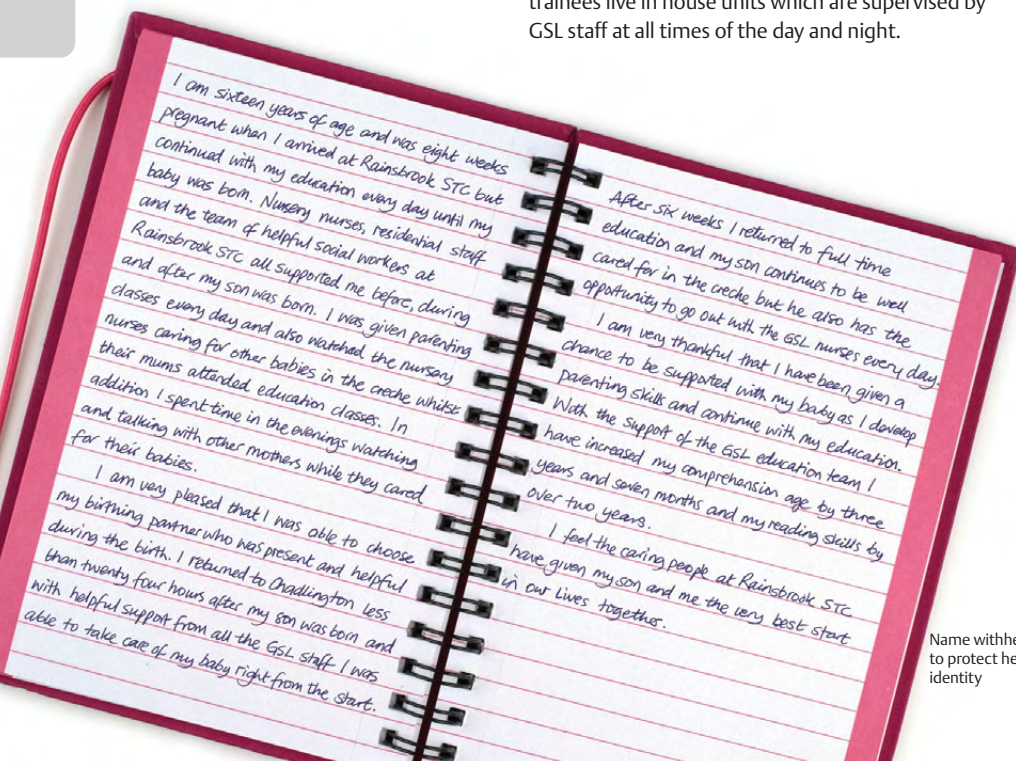 trainees live in house units which are supervised by
GSL staff at all times of the day and night.
I am sixteen years of age and was eight weeks
pregnant when I arrived at Rainsbrook STC but
continued with my education every day until my
baby was born. Nursery nurses, residential staff
and the team of helpful social workers at
Rainsbrook STC all supported me before, during
and after my son was born. I was given parenting
classes every day and also watched the nursery
nurses caring for other babies in the creche whilst
their mums attended education classes. In
addition I spent time in the evenings watching
and talking with other mothers while they cared
for their babies.
I am very pleased that I was able to choose
my birthing partner who was present and helpful
during the birth. I returned to Chadlington less
than twenty four hours after my son was born and
with helpful support from all the GSL staff I was
able to take care of my baby right from the start.
After six weeks I returned to full time
education and my son continues to be well
cared for in the creche but he also has the
opportunity to go out with the GSL nurses every day.
I am very thankful that I have been given a
chance to be supported with my baby as I develop
parenting skills and continue with my education.
With the support of the GSL education team I
have increased my comprehension age by three
years and seven months and my reading skills by
over two years.
I feel the caring people at Rainsbrook STC
have given my son and me the very best start
in our lives together.
Name withhe
to protect he
identity